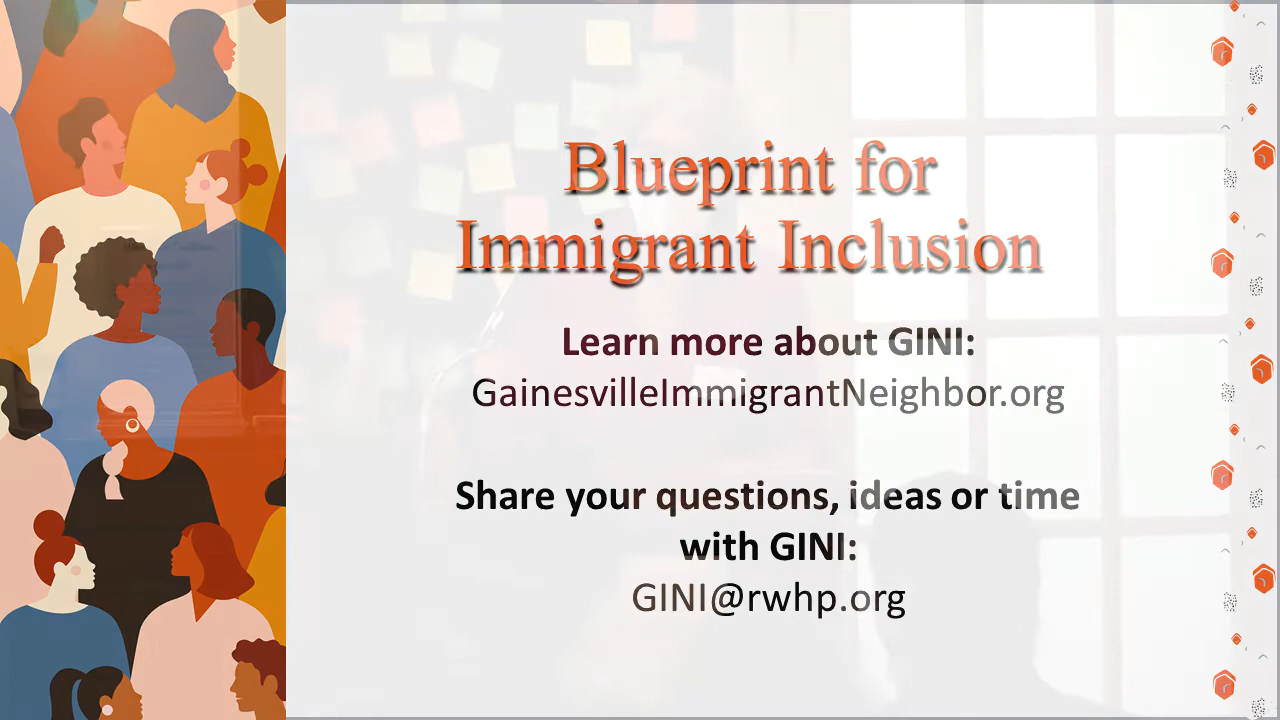 Blueprint for
Immigrant Inclusion
Learn more about GINI:
GainesvilleImmigrantNeighbor.org
Share your questions, ideas or time
with GINI:
GINI@rwhp.org